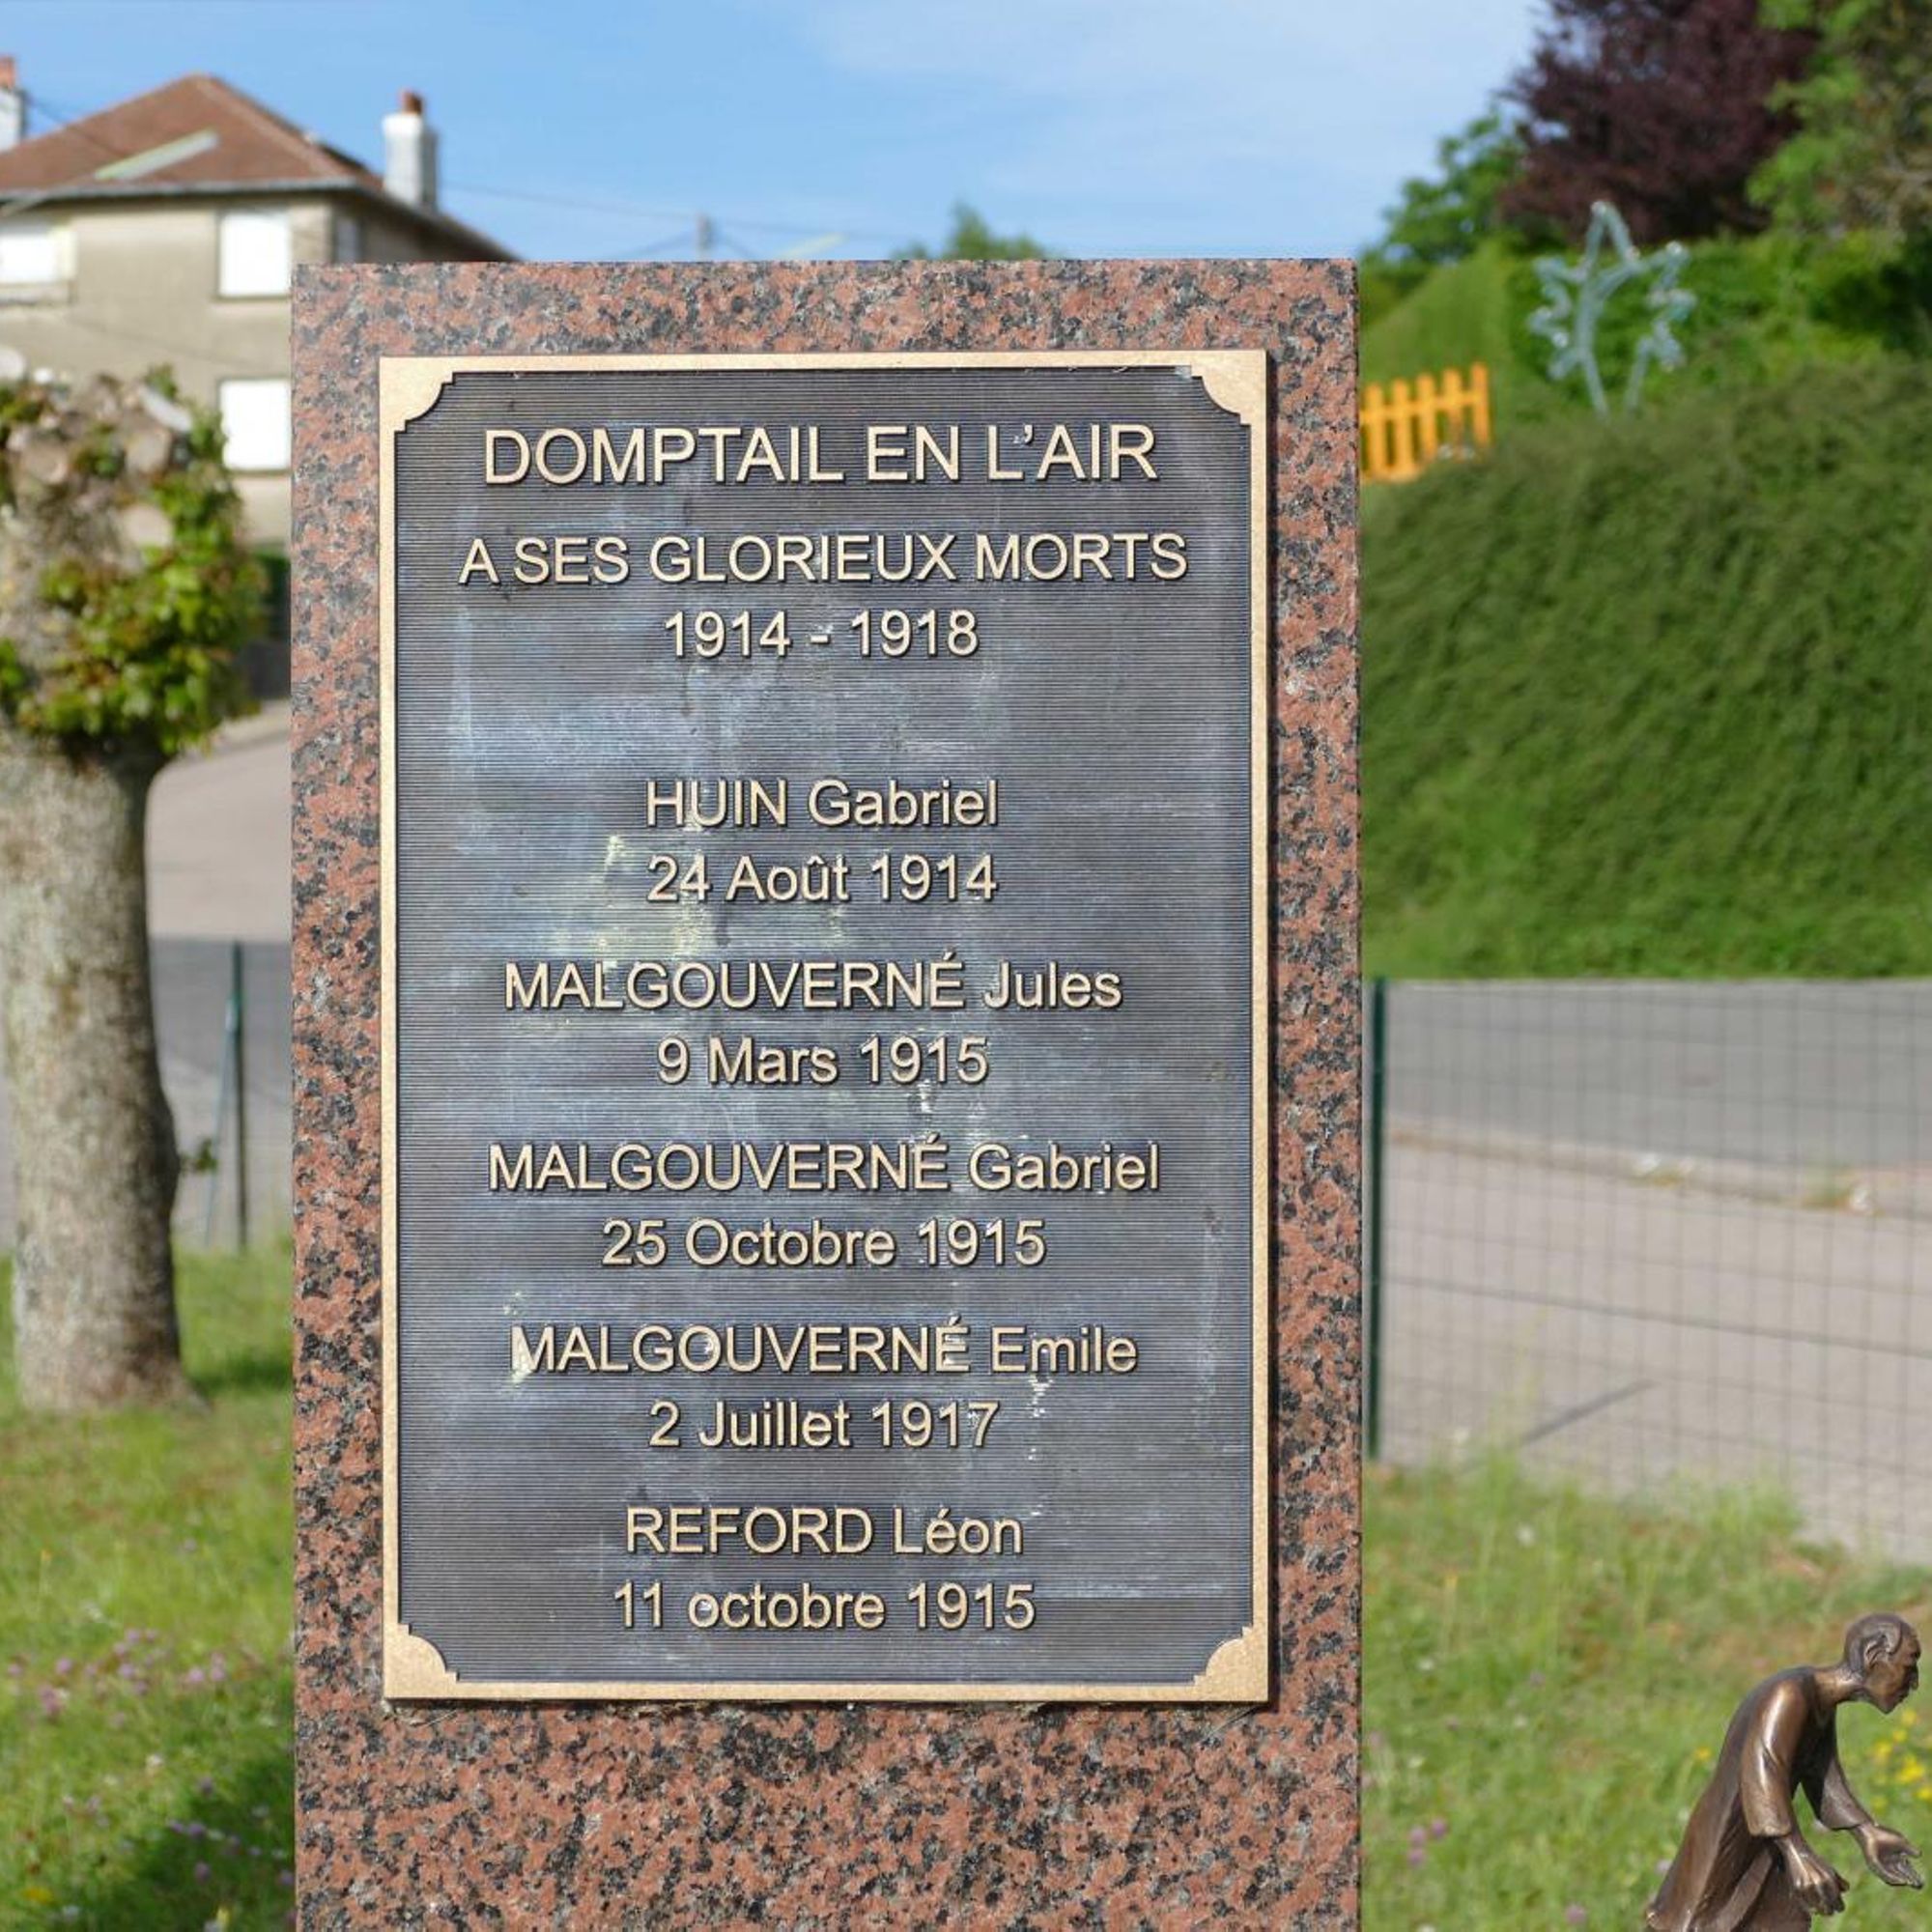 DOMPTAIL EN L'AIR
A SES GLORIEUX MORTS
1914 - 1918
HUIN Gabriel
24 Août 1914
MALGOUVERNÉ Jules
9 Mars 1915
MALGOUVERNÉ Gabriel
25 Octobre 1915
MALGOUVERNÉ Emile
2 Juillet 1917
REFORD Léon
11 octobre 1915